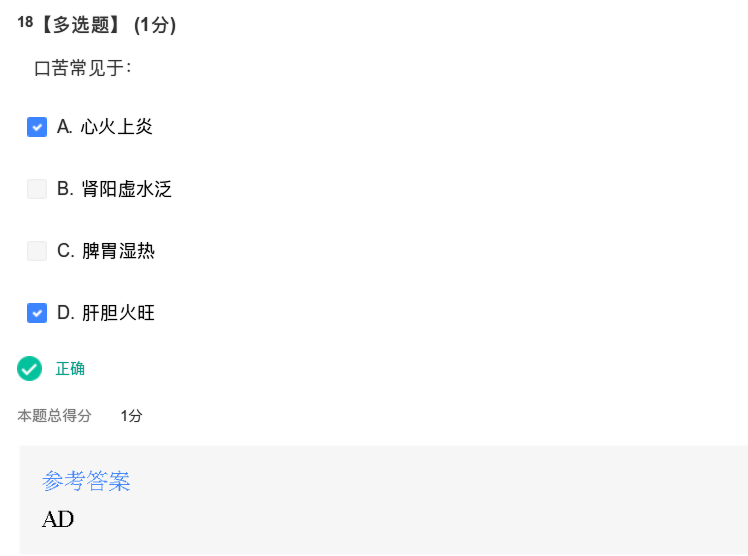 18【多选题】 (1分)
口苦常见于：
A. 心火上炎
B. 肾阳虚水泛
C. 脾胃湿热
D. 肝胆火旺
正确
本题总得分 1分
参考答案
AD